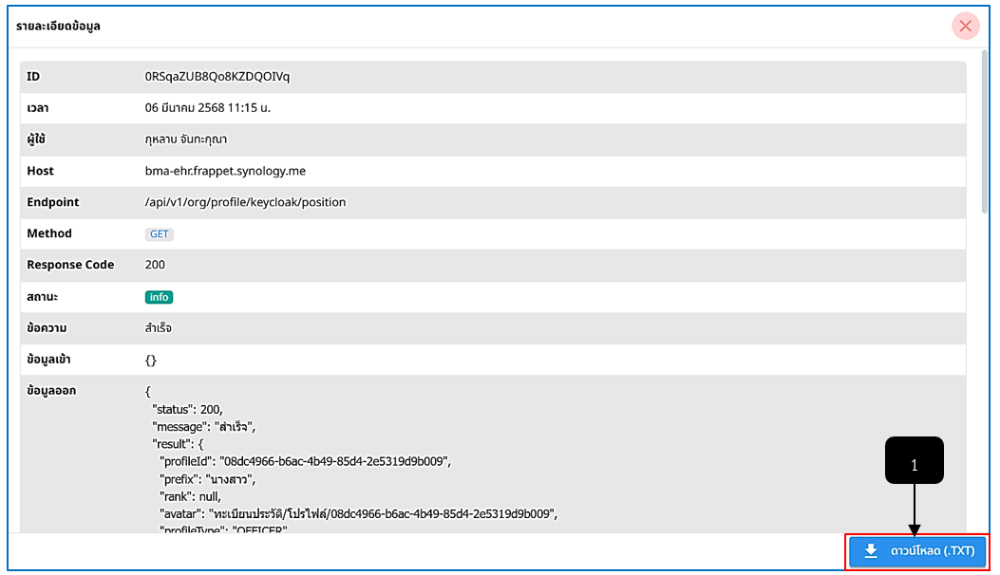 รายละเอียดข้อมูล
ID 0RSqaZUB8Qo8KZDQOIVq
เวลา 06 มีนาคม 2568 11:15 น.
ผู้ใช้ กุหลาบ จันทะกุณา
Host bma-ehr.frappet.synology.me
Endpoint /api/v1/org/profile/keycloak/position
Method GET
Response Code 200
สถานะ info
ข้อความ สำเร็จ
ข้อมูลเข้า {}
ข้อมูลออก {
"status": 200,
"message": "สำเร็จ",
"result": {
"profileId": "08dc4966-b6ac-4b49-85d4-2e5319d9b009",
"prefix": "นางสาว",
"rank": null,
"avatar": "ทะเบียนประวัติ/โปรไฟล์/08dc4966-b6ac-4b49-85d4-2e5319d9b009",
"profileType": "OFFICER"
1
ดาวน์โหลด (.TXT)